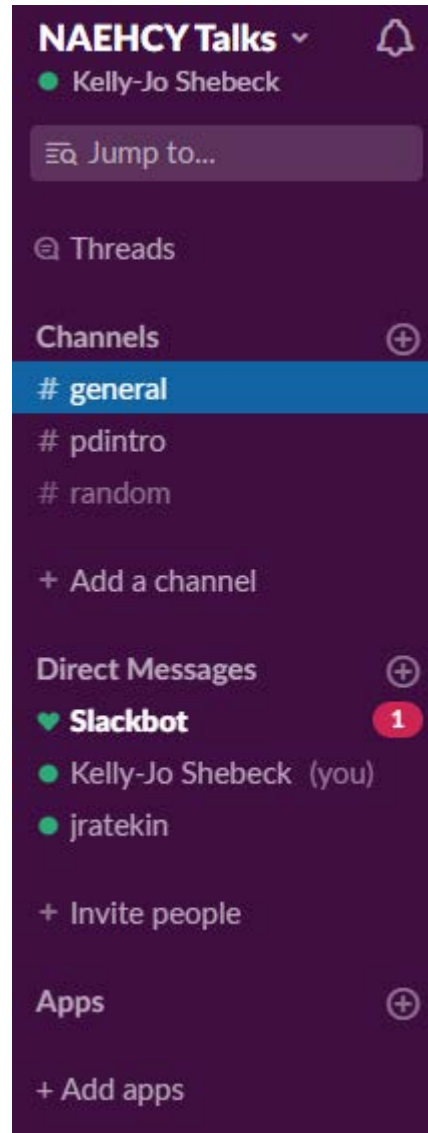 NAEHCY Talks
Kelly-Jo Shebeck
Jump to...
Threads
Channels
# general
# pdintro
# random
+ Add a channel
Direct Messages
Slackbot 1
Kelly-Jo Shebeck (you)
jratekin
+ Invite people
Apps
+ Add apps